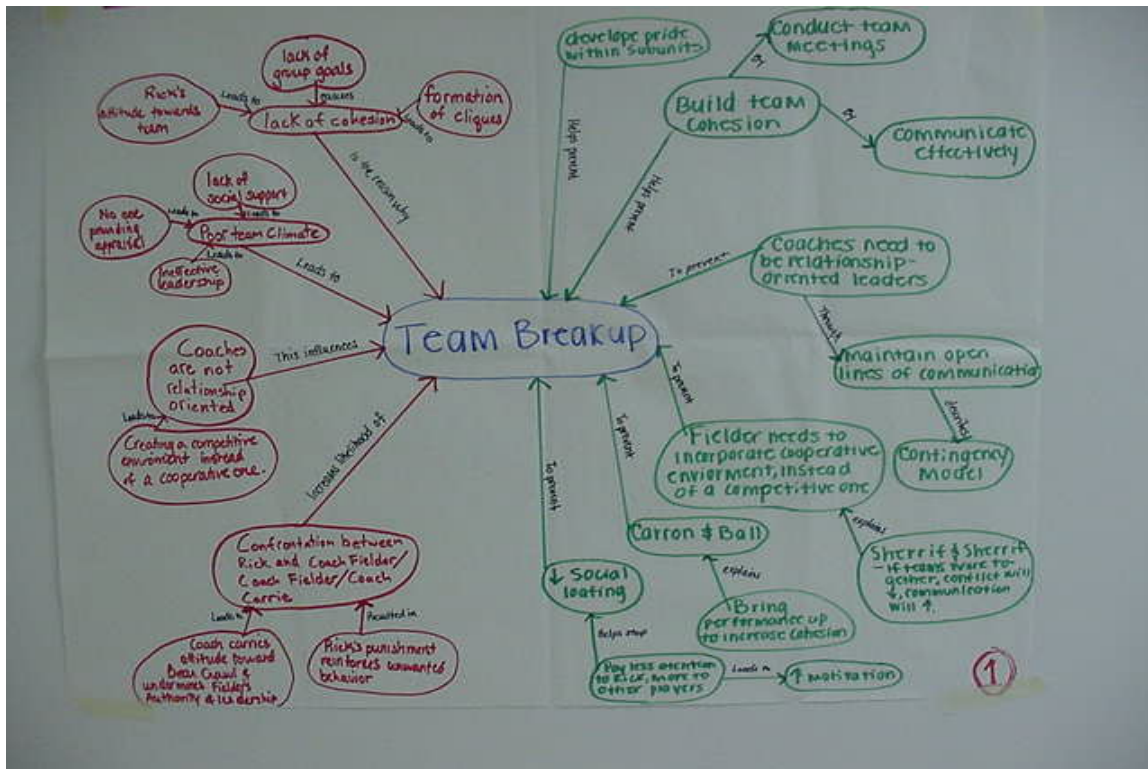 lack of
group goals
Rick's
attitude towards
team
Leads to
causes
lack of cohesion
Leads to
formation
of cliques
Is the reason why
lack of
social support
Leads to
Leads to
No one
providing
appraisal
Poor team Climate
Leads to
Ineffective
leadership
Leads to
Coaches
are not
relationship
oriented
This influences
Leads to
Creating a competitive
instead
of a cooperative one.
Increases likelihood of
Confrontation between
Rick and Coach Fielder/
Coach Fielder/Coach
Carrie
Leads to
Resulted in
Coach carries
attitude toward
Bear Crawl &
undermines Fielder's
Authority & leadership
Rick's punishment
reinforces unwanted
behavior
Team Breakup
develope pride
within subunits
Helps prevent
Conduct team
meetings
By
Build team
Cohesion
By
communicate
effectively
Helps prevent
Coaches need to
be relationship-
oriented leaders
To prevent
Through
maintain open
lines of communication
describes
Contingency
Model
To prevent
Fielder needs to
incorporate cooperative
enviorment, instead
of a competitive one
explains
Sherrif & Sherrif
- If teams work to-
gether, conflict will
↓, communication
will ↑.
To prevent
Carron & Ball
explains
Bring
performance up
to increase cohesion
To prevent
↓ Social
loafing
Helps stop
Pay less attention
to Rick, more to
other players
Leads to
↑ motivation
1